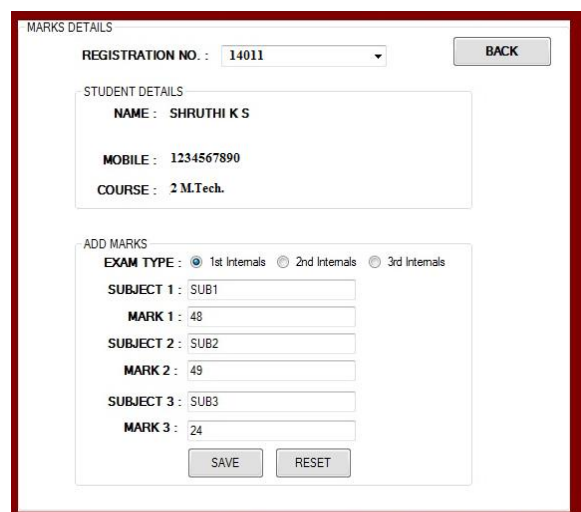 MARKS DETAILS
REGISTRATION NO. : 14011 BACK
STUDENT DETAILS
NAME : SHRUTHI K S
MOBILE : 1234567890
COURSE : 2 M.Tech.
ADD MARKS
EXAM TYPE : 1st Internals 2nd Internals 3rd Internals
SUBJECT 1 : SUB1
MARK 1 : 48
SUBJECT 2 : SUB2
MARK 2 : 49
SUBJECT 3 : SUB3
MARK 3 : 24
SAVE RESET